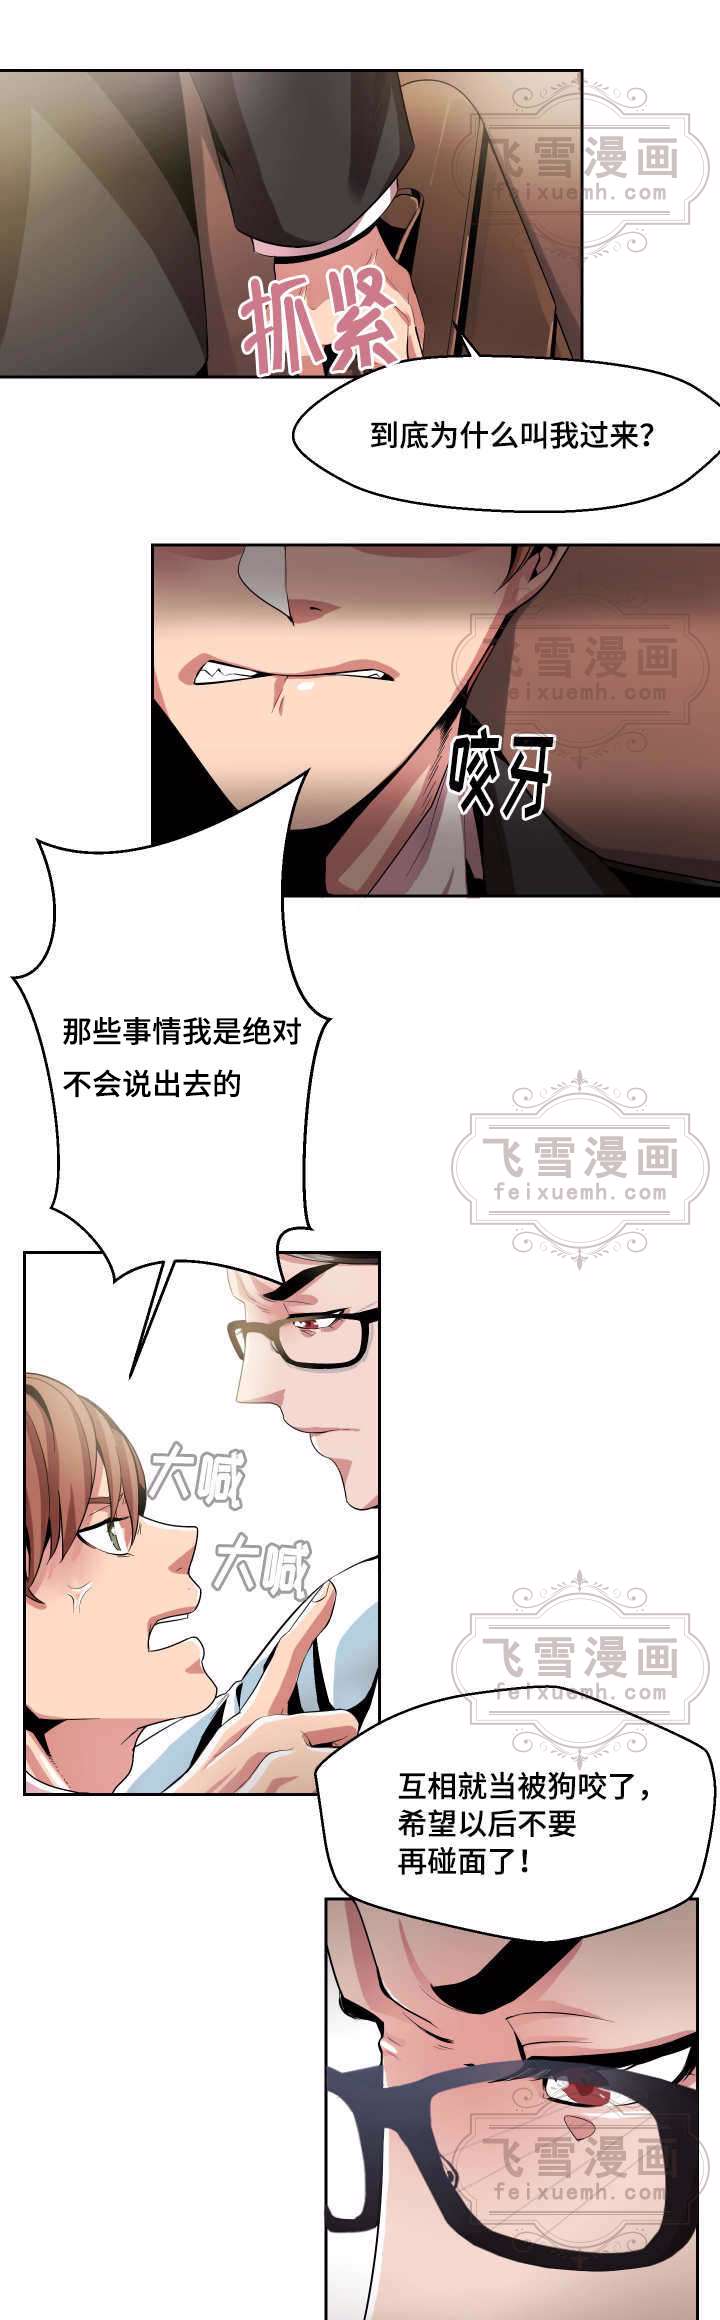 飞雪漫画
feixuemh.com
抓紧
到底为什么叫我过来？
飞雪漫画
feixuemh.com
咬牙
那些事情我是绝对
不会说出去的
飞雪漫画
feixuemh.com
大喊
大喊
飞雪漫画
feixuemh.com
互相就当被狗咬了，
希望以后不要
再碰面了！
飞雪漫画
feixuemh.com